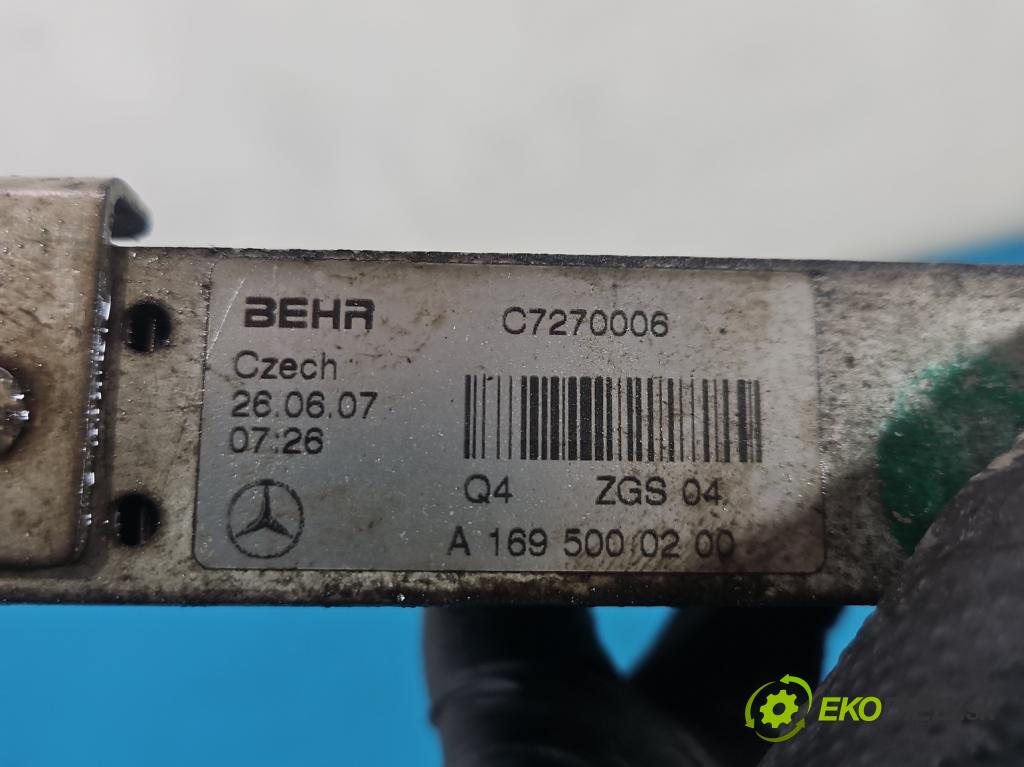 BEHR C7270006
Czech
26.06.07
07:26
Q4 ZGS 04
A 169 500 02 00
EKO